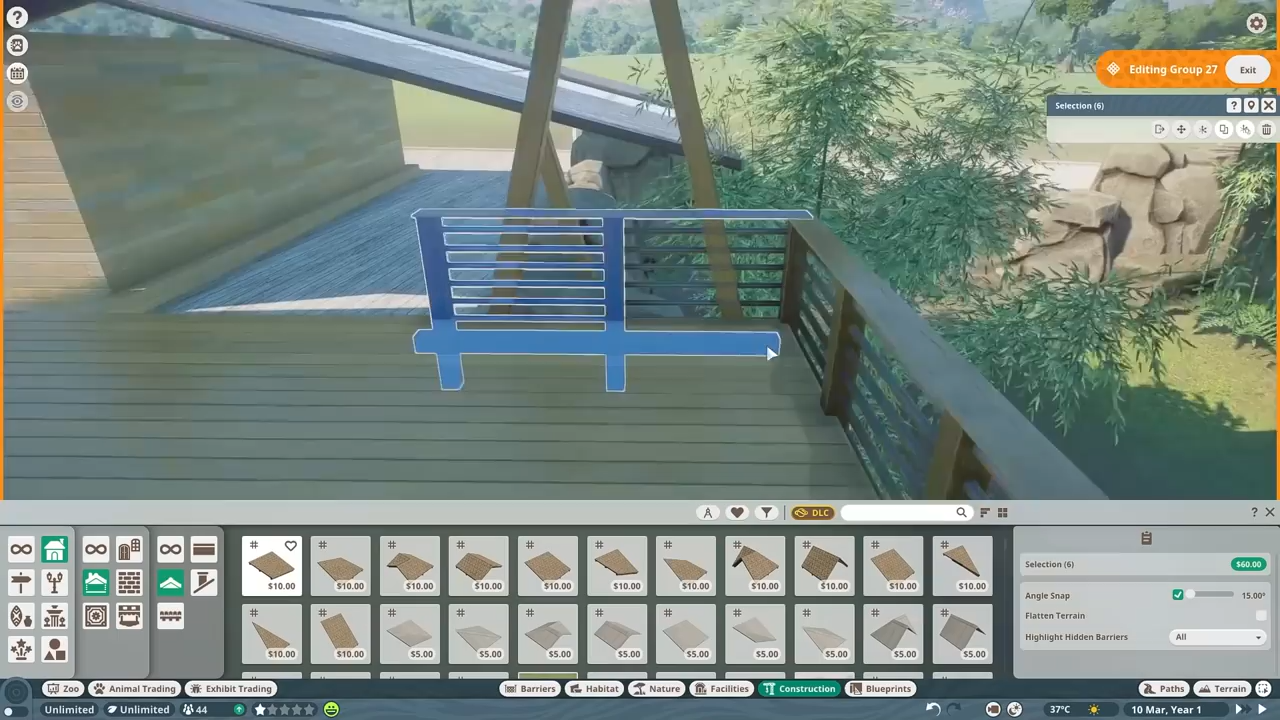 ?
Editing Group 27
Exit
Selection (6)
?
DLC
?
$10.00 $10.00 $10.00 $10.00 $10.00 $10.00 $10.00 $10.00 $10.00 $10.00 $10.00
$10.00 $10.00 $5.00 $5.00 $5.00 $5.00 $5.00 $5.00 $5.00 $5.00 $5.00
Selection (6)
$60.00
Angle Snap
15.00°
Flatten Terrain
Highlight Hidden Barriers
All
Zoo
Animal Trading
Exhibit Trading
Barriers
Habitat
Nature
Facilities
Construction
Blueprints
Paths
Terrain
Unlimited
Unlimited
44
37°C
10 Mar, Year 1